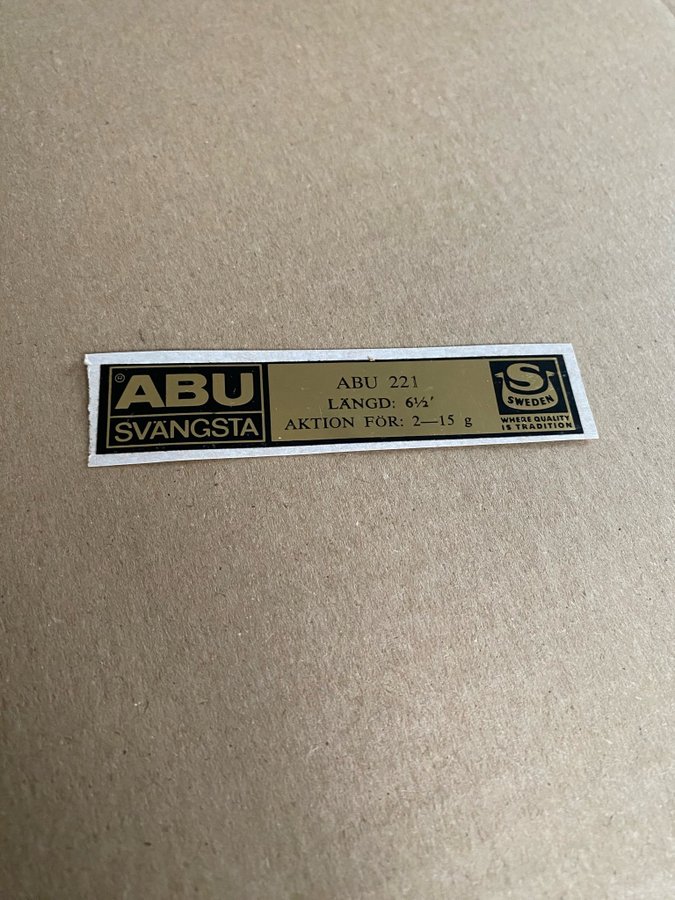 ABU
SVÄNGSTA
ABU 221
LÄNGD: 6½′
AKTION FÖR: 2—15 g
S
SWEDEN
WHERE QUALITY
IS TRADITION